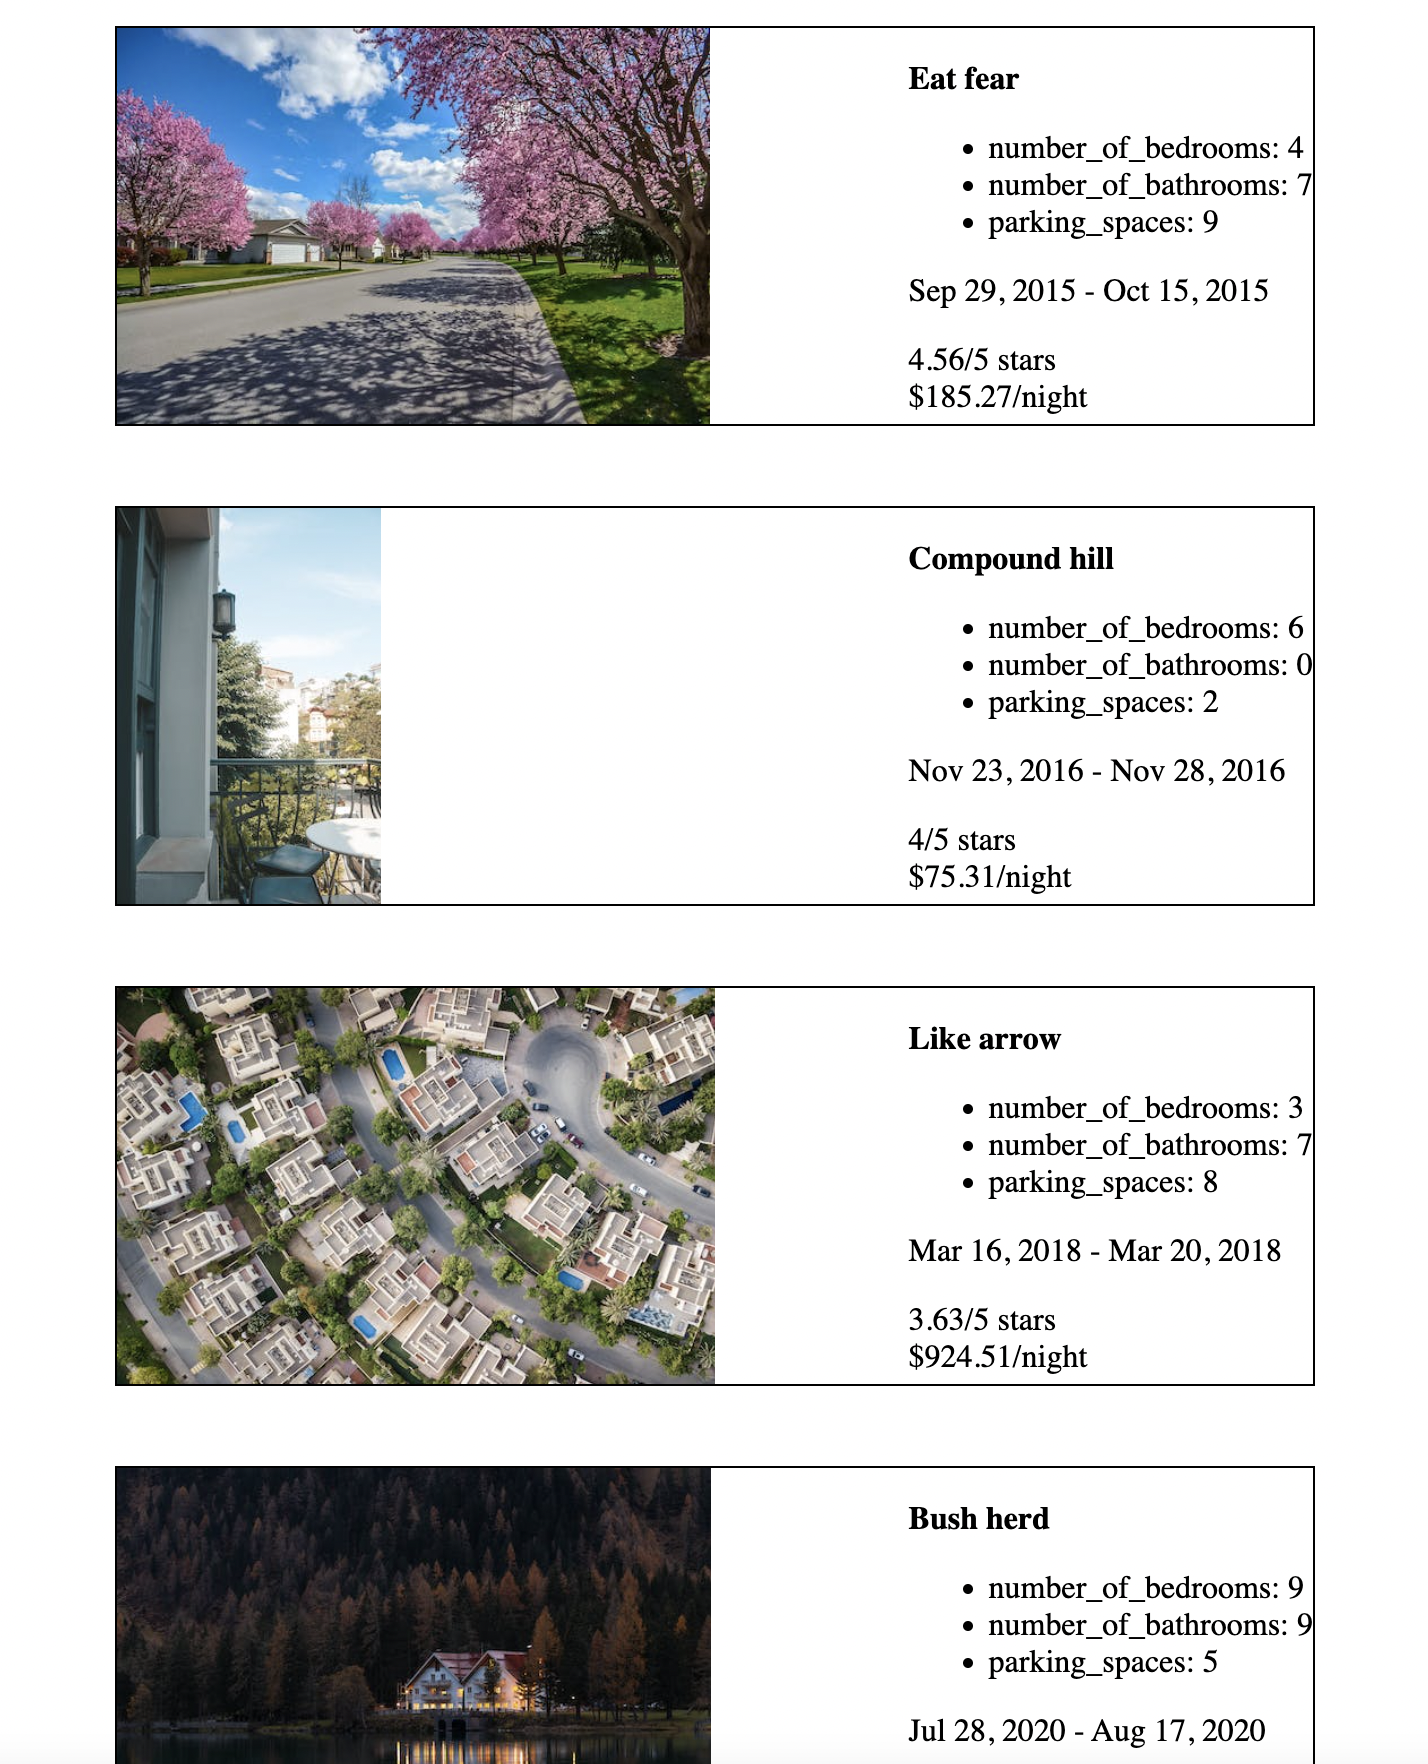 Eat fear
number_of_bedrooms: 4
number_of_bathrooms: 7
parking_spaces: 9
Sep 29, 2015 - Oct 15, 2015
4.56/5 stars
$185.27/night
Compound hill
number_of_bedrooms: 6
number_of_bathrooms: 0
parking_spaces: 2
Nov 23, 2016 - Nov 28, 2016
4/5 stars
$75.31/night
Like arrow
number_of_bedrooms: 3
number_of_bathrooms: 7
parking_spaces: 8
Mar 16, 2018 - Mar 20, 2018
3.63/5 stars
$924.51/night
Bush herd
number_of_bedrooms: 9
number_of_bathrooms: 9
parking_spaces: 5
Jul 28, 2020 - Aug 17, 2020